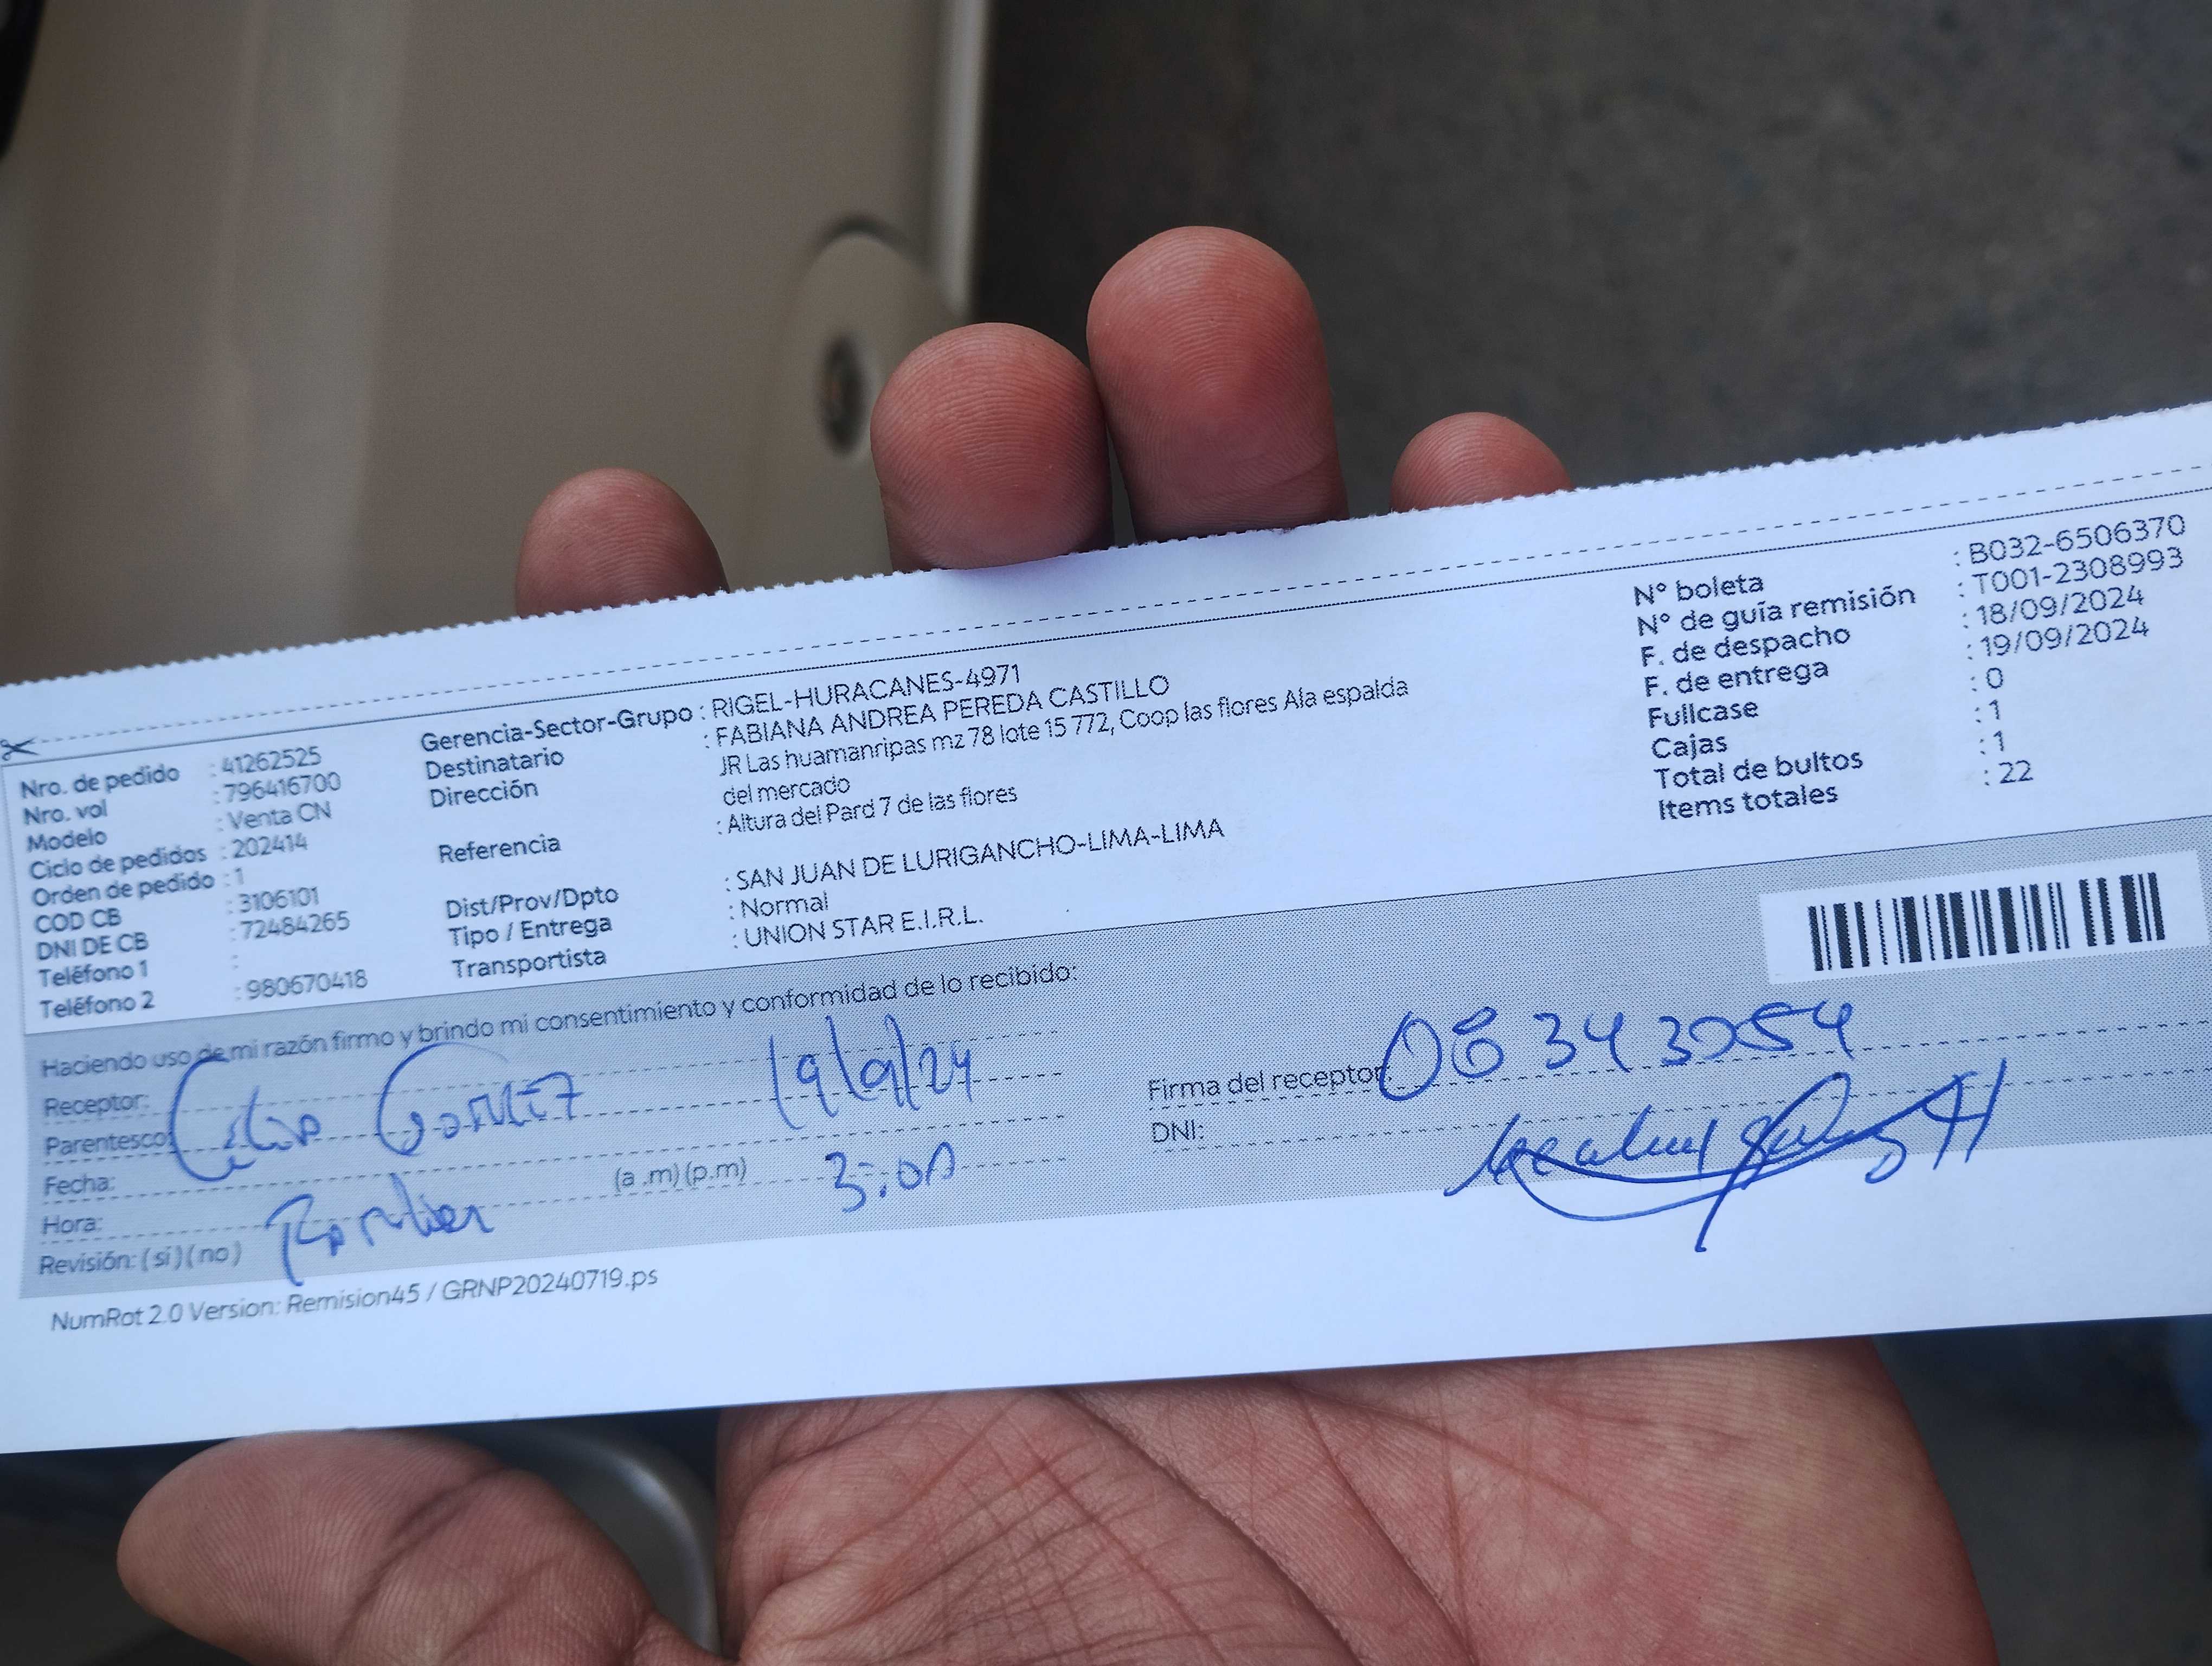 Nro. de pedido : 41262525
Nro. vol : 796416700
Modelo : Venta CN
Ciclo de pedidos : 202414
Orden de pedido : 1
COD CB : 3106101
DNI DE CB : 72484265
Teléfono 1 :
Teléfono 2 : 980670418
Gerencia-Sector-Grupo : RIGEL-HURACANES-4971
Destinatario : FABIANA ANDREA PEREDA CASTILLO
Dirección : JR Las huamanripas mz 78 lote 15 772, Coop las flores Ala espalda
del mercado
Referencia : Altura del Pard 7 de las flores
Dist/Prov/Dpto : SAN JUAN DE LURIGANCHO-LIMA-LIMA
Tipo / Entrega : Normal
Transportista : UNION STAR E.I.R.L.
N° boleta : B032-6506370
N° de guía remisión : T001-2308993
F. de despacho : 18/09/2024
F. de entrega : 19/09/2024
Fullcase : 0
Cajas : 1
Total de bultos : 1
Items totales : 22
Haciendo uso de mi razón firmo y brindo mi consentimiento y conformidad de lo recibido:
Receptor:
Parentesco: 19/9/24
Fecha:
Hora: (a .m) (p.m) 3:00
Revisión: ( si ) ( no )
Firma del receptor: 08343054
DNI:
NumRot 2.0 Version: Remision45 / GRNP20240719.ps